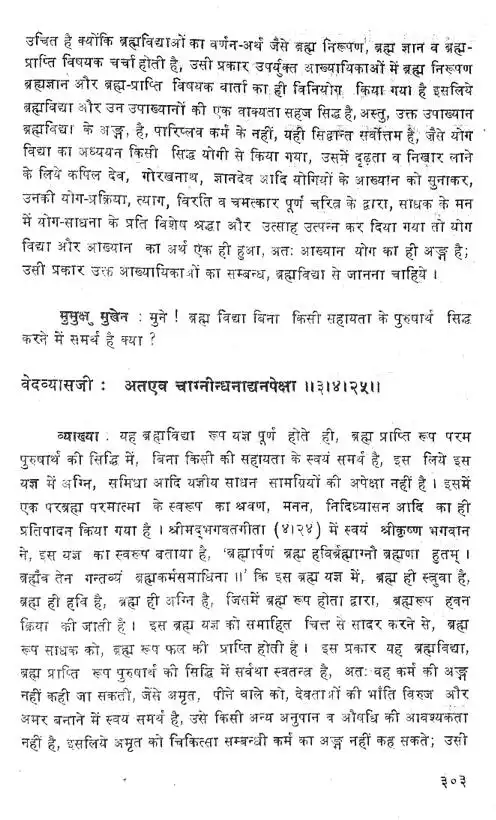 उचित है क्योंकि ब्रह्मविद्याओं का वर्णन-अर्थ जैसे ब्रह्म निरूपण, ब्रह्म ज्ञान व ब्रह्म-
प्राप्ति विषयक चर्चा होती है, उसी प्रकार उपर्युक्त आख्यायिकाओं में ब्रह्म निरूपण
ब्रह्मज्ञान और ब्रह्म-प्राप्ति विषयक वार्ता का ही विनियोग किया गया है इसलिये
ब्रह्मविद्या और उन उपाख्यानों की एक वाक्यता सहज सिद्ध है, अस्तु, उक्त उपाख्यान
ब्रह्मविद्या के अङ्ग, है, पारिप्लव कर्म के नहीं, यही सिद्धान्त सर्वोत्तम है, जैसे योग
विद्या का अध्ययन किसी सिद्ध योगी से किया गया, उसमें दृढ़ता व निखार लाने
के लिये कपिल देव, गोरखनाथ, ज्ञानदेव आदि योगियों के आख्यान को सुनाकर,
उनकी योग-प्रक्रिया, त्याग, विरति व चमत्कार पूर्ण चरित्र के द्वारा, साधक के मन
में योग-साधना के प्रति विशेष श्रद्धा और उत्साह उत्पन्न कर दिया गया तो योग
विद्या और आख्यान का अर्थ एक ही हुआ, अतः आख्यान योग का ही अङ्ग है;
उसी प्रकार उक्त आख्यायिकाओं का सम्बन्ध, ब्रह्मविद्या से जानना चाहिये ।
मुमुक्षु मुखेन : मुने ! ब्रह्म विद्या बिना किसी सहायता के पुरुषार्थ सिद्ध
करने में समर्थ है क्या ?
वेदव्यासजी : अतएव चाग्नीन्धनाद्यनपेक्षा ॥३।४।२५॥
व्याख्या : यह ब्रह्मविद्या रूप यज्ञ पूर्ण होते ही, ब्रह्म प्राप्ति रूप परम
पुरुषार्थ की सिद्धि में, बिना किसी की सहायता के स्वयं समर्थ है, इस लिये इस
यज्ञ में अग्नि, समिधा आदि यज्ञीय साधन सामग्रियों की अपेक्षा नहीं है । इसमें
एक परब्रह्म परमात्मा के स्वरूप का श्रवण, मनन, निदिध्यासन आदि का ही
प्रतिपादन किया गया है । श्रीमद्भगवतगीता (४।२४) में स्वयं श्रीकृष्ण भगवान
ने, इस यज्ञ का स्वरूप बताया है, 'ब्रह्मार्पणं ब्रह्म हविर्ब्रह्माग्नौ ब्रह्मणा हुतम् ।
ब्रह्मैव तेन गन्तव्यं ब्रह्मकर्मसमाधिना ॥' कि इस ब्रह्म यज्ञ में, ब्रह्म ही स्त्रुवा है,
ब्रह्म ही हवि है, ब्रह्म ही अग्नि है, जिसमें ब्रह्म रूप होता द्वारा, ब्रह्मरूप हवन
क्रिया की जाती है । इस ब्रह्म यज्ञ को समाहित चित्त से सादर करने से, ब्रह्म
रूप साधक को, ब्रह्म रूप फल की प्राप्ति होती है । इस प्रकार यह ब्रह्मविद्या,
ब्रह्म प्राप्ति रूप पुरुषार्थ की सिद्धि में सर्वथा स्वतन्त्र है, अतः वह कर्म की अङ्ग
नहीं कही जा सकती, जेसे अमृत, पीने वाले को, देवताओं की भाँति विरुज और
अमर बनाने में स्वयं समर्थ है, उसे किसी अन्य अनुपान व औषधि की आवश्यकता
नहीं है, इसलिये अमृत को चिकित्सा सम्बन्धी कर्म का अङ्ग नहीं कह सकते; उसी
३०३